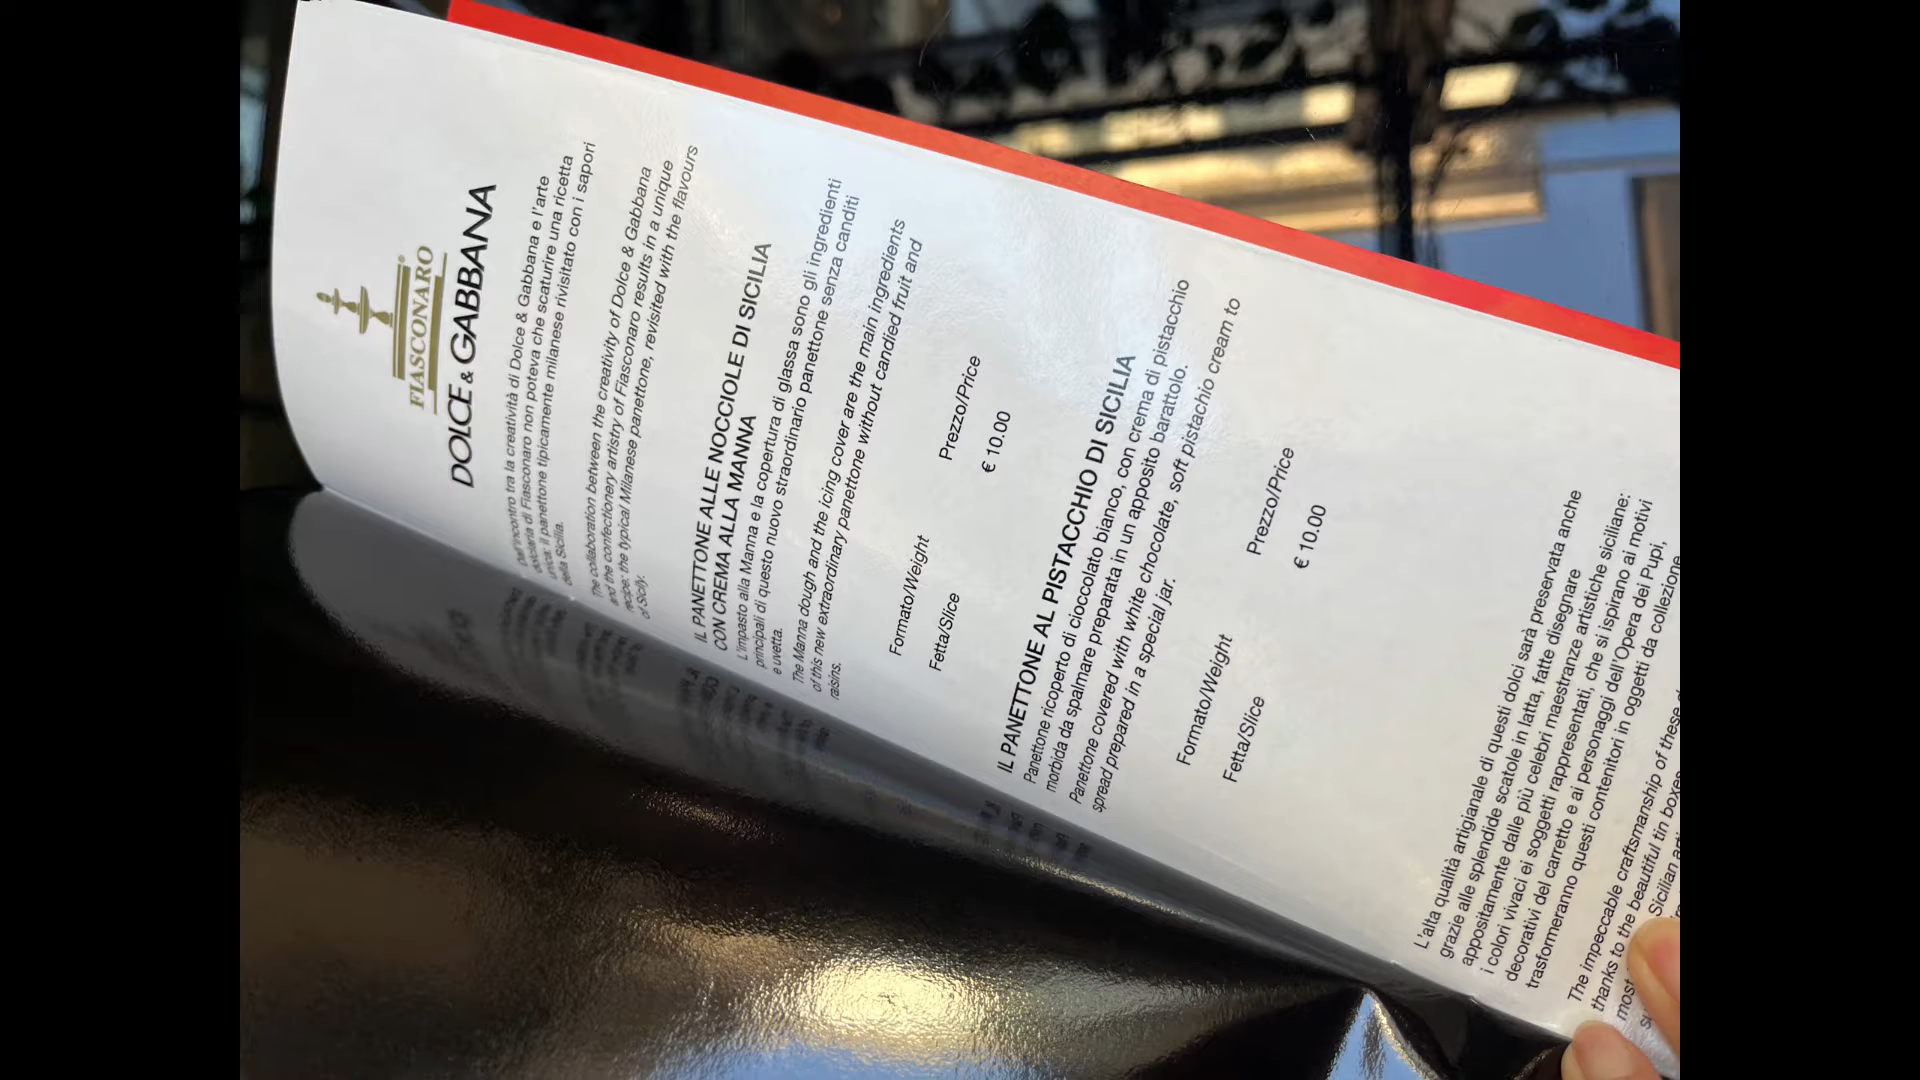 FIASCONARO®
DOLCE & GABBANA
Dall'incontro tra la creatività di Dolce & Gabbana e l'arte
dolciaria di Fiasconaro non poteva che scaturire una ricetta
unica: il panettone tipicamente milanese rivisitato con i sapori
della Sicilia.
The collaboration between the creativity of Dolce & Gabbana
and the confectionery artistry of Fiasconaro results in a unique
recipe: the typical Milanese panettone, revisited with the flavours
of Sicily.
IL PANETTONE ALLE NOCCIOLE DI SICILIA
CON CREMA ALLA MANNA
L'impasto alla Manna e la copertura di glassa sono gli ingredienti
principali di questo nuovo straordinario panettone senza canditi
e uvetta.
The Manna dough and the icing cover are the main ingredients
of this new extraordinary panettone without candied fruit and
raisins.
Formato/Weight Prezzo/Price
Fetta/Slice € 10.00
IL PANETTONE AL PISTACCHIO DI SICILIA
Panettone ricoperto di cioccolato bianco, con crema di pistacchio
morbida da spalmare preparata in un apposito barattolo.
Panettone covered with white chocolate, soft pistachio cream to
spread prepared in a special jar.
Formato/Weight Prezzo/Price
Fetta/Slice € 10.00
L'alta qualità artigianale di questi dolci sarà preservata anche
grazie alle splendide scatole in latta, fatte disegnare
appositamente dalle più celebri maestranze artistiche siciliane:
i colori vivaci ei soggetti rappresentati, che si ispirano ai motivi
decorativi del carretto e ai personaggi dell'Opera dei Pupi,
trasformeranno questi contenitori in oggetti da collezione
The impeccable craftsmanship of these
thanks to the beautiful tin boxes
most Sicilian